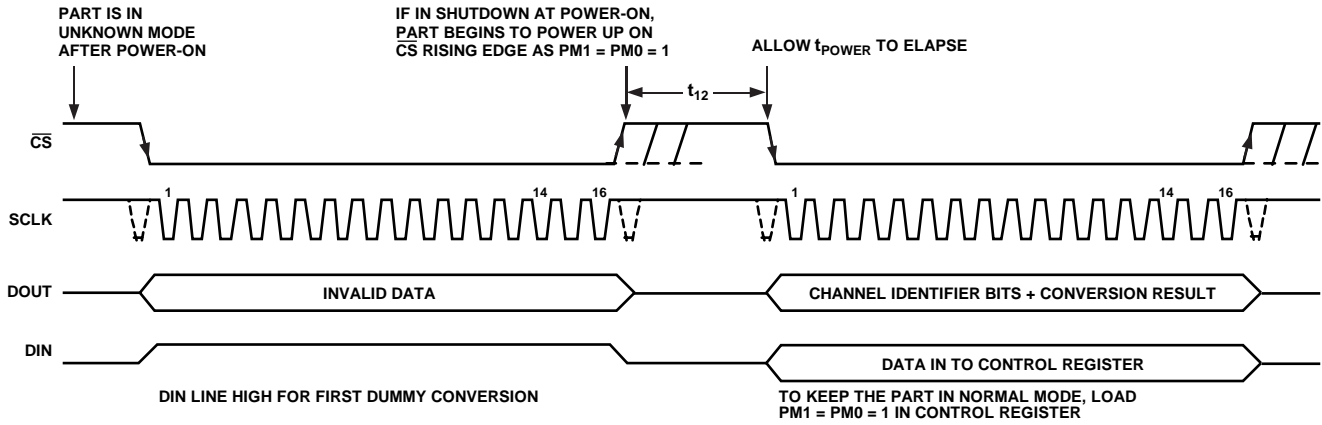 PART IS IN
UNKNOWN MODE
AFTER POWER-ON
IF IN SHUTDOWN AT POWER-ON,
PART BEGINS TO POWER UP ON
C̅S̅ RISING EDGE AS PM1 = PM0 = 1
ALLOW tPOWER TO ELAPSE
t12
C̅S̅
SCLK
1
14
16
1
14
16
DOUT
INVALID DATA
CHANNEL IDENTIFIER BITS + CONVERSION RESULT
DIN
DATA IN TO CONTROL REGISTER
DIN LINE HIGH FOR FIRST DUMMY CONVERSION
TO KEEP THE PART IN NORMAL MODE, LOAD
PM1 = PM0 = 1 IN CONTROL REGISTER